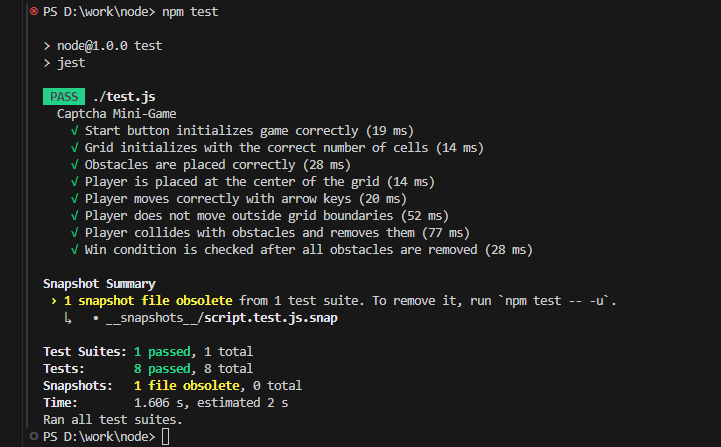 PS D:\work\node> npm test
> node@1.0.0 test
> jest
PASS ./test.js
Captcha Mini-Game
√ Start button initializes game correctly (19 ms)
√ Grid initializes with the correct number of cells (14 ms)
√ Obstacles are placed correctly (28 ms)
√ Player is placed at the center of the grid (14 ms)
√ Player moves correctly with arrow keys (20 ms)
√ Player does not move outside grid boundaries (52 ms)
√ Player collides with obstacles and removes them (77 ms)
√ Win condition is checked after all obstacles are removed (28 ms)
Snapshot Summary
› 1 snapshot file obsolete from 1 test suite. To remove it, run `npm test -- -u`.
↳ • __snapshots__/script.test.js.snap
Test Suites: 1 passed, 1 total
Tests: 8 passed, 8 total
Snapshots: 1 file obsolete, 0 total
Time: 1.606 s, estimated 2 s
Ran all test suites.
PS D:\work\node>